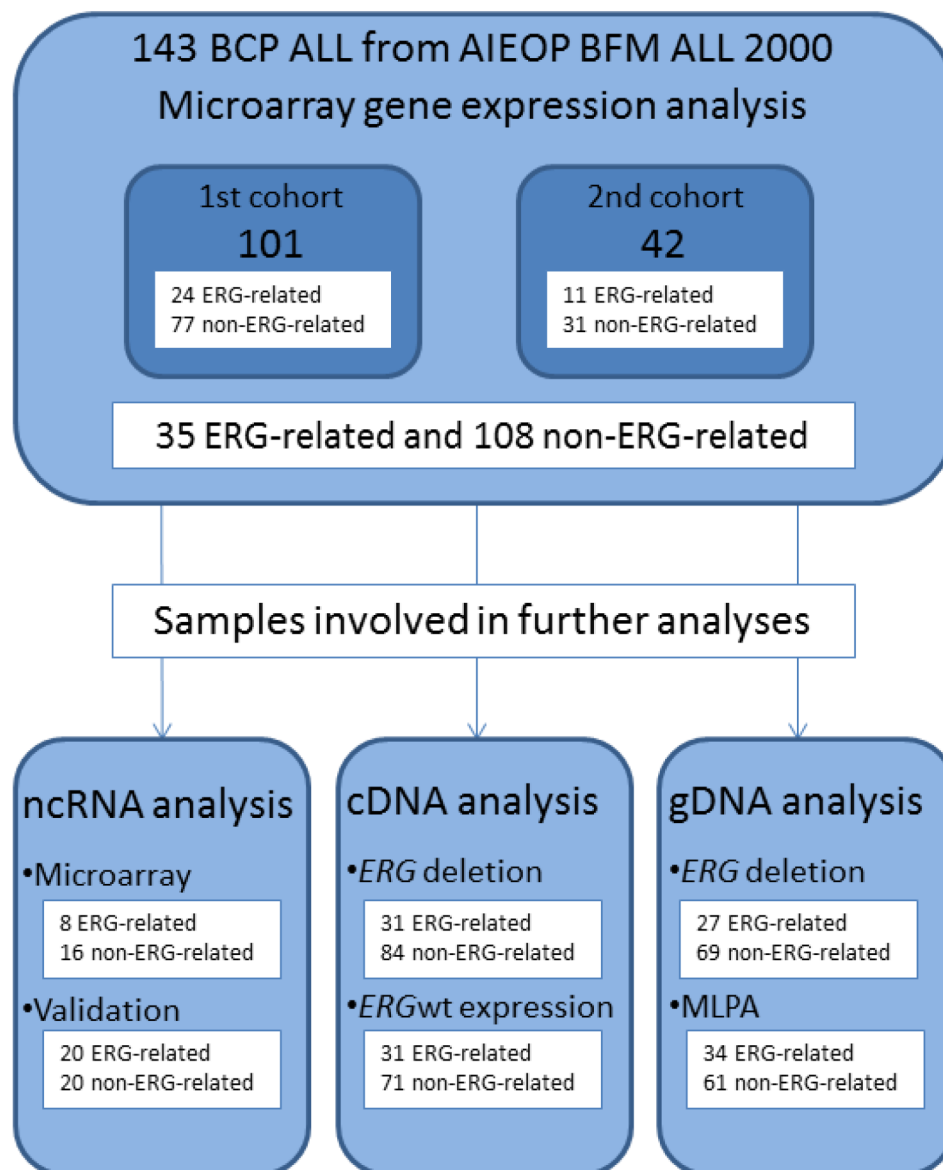 143 BCP ALL from AIEOP BFM ALL 2000
Microarray gene expression analysis
1st cohort
101
24 ERG-related
77 non-ERG-related
2nd cohort
42
11 ERG-related
31 non-ERG-related
35 ERG-related and 108 non-ERG-related
Samples involved in further analyses
ncRNA analysis
•Microarray
8 ERG-related
16 non-ERG-related
•Validation
20 ERG-related
20 non-ERG-related
cDNA analysis
•ERG deletion
31 ERG-related
84 non-ERG-related
•ERGwt expression
31 ERG-related
71 non-ERG-related
gDNA analysis
•ERG deletion
27 ERG-related
69 non-ERG-related
•MLPA
34 ERG-related
61 non-ERG-related